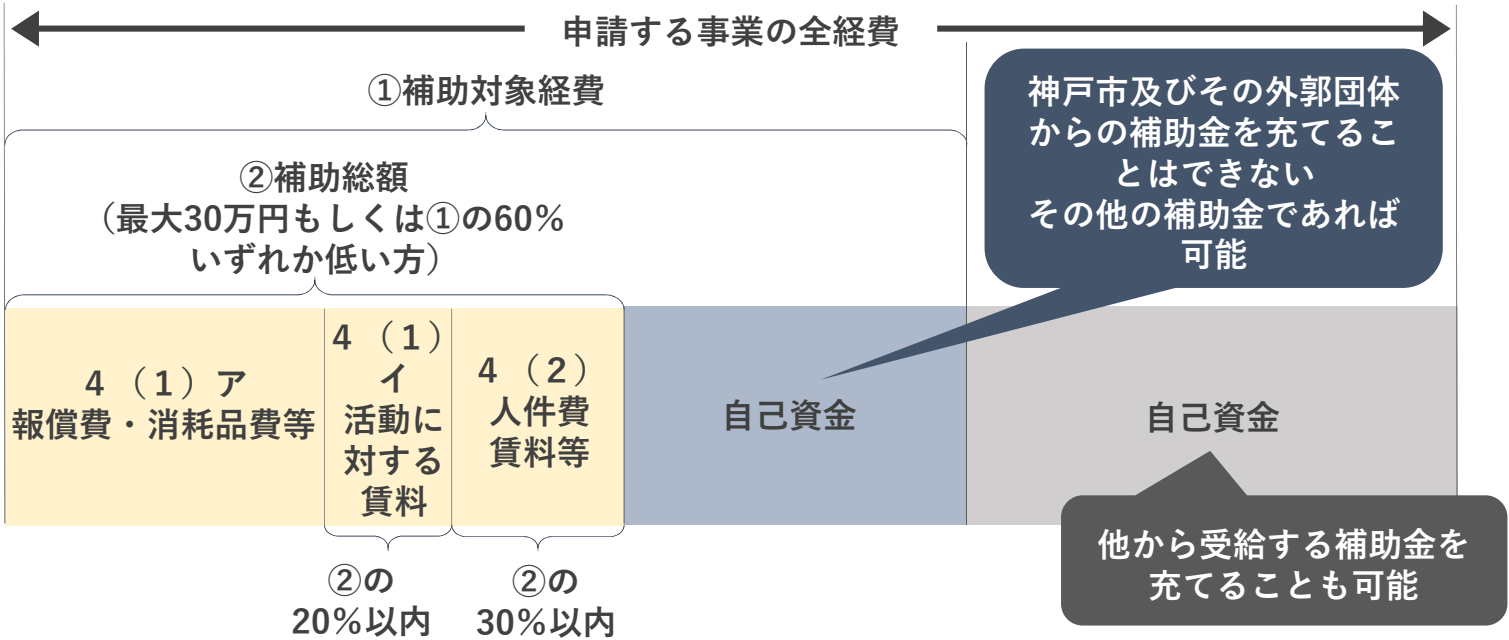 申請する事業の全経費
①補助対象経費
神戸市及びその外郭団体
からの補助金を充てるこ
とはできない
その他の補助金であれば
可能
②補助総額
（最大30万円もしくは①の60％
いずれか低い方）
4 （１）ア
報償費・消耗品費等
4 （１）
イ
活動に
対する
賃料
4 （２）
人件費
賃料等
自己資金
自己資金
②の
20％以内
②の
30％以内
他から受給する補助金を
充てることも可能